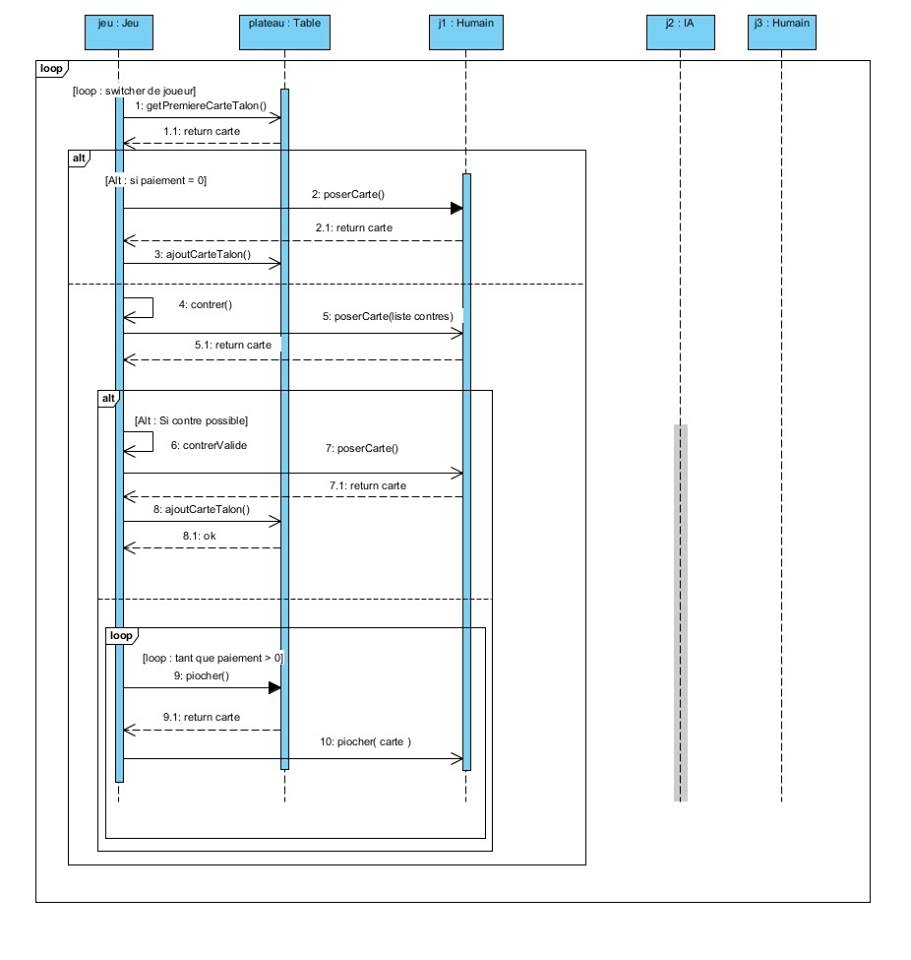 jeu : Jeu
plateau : Table
j1 : Humain
j2 : IA
j3 : Humain
loop
[loop : switcher de joueur]
1: getPremiereCarteTalon()
1.1: return carte
alt
[Alt : si paiement = 0]
2: poserCarte()
2.1: return carte
3: ajoutCarteTalon()
4: contrer()
5: poserCarte(liste contres)
5.1: return carte
alt
[Alt : Si contre possible]
6: contrerValide
7: poserCarte()
7.1: return carte
8: ajoutCarteTalon()
8.1: ok
loop
[loop : tant que paiement > 0]
9: piocher()
9.1: return carte
10: piocher( carte )